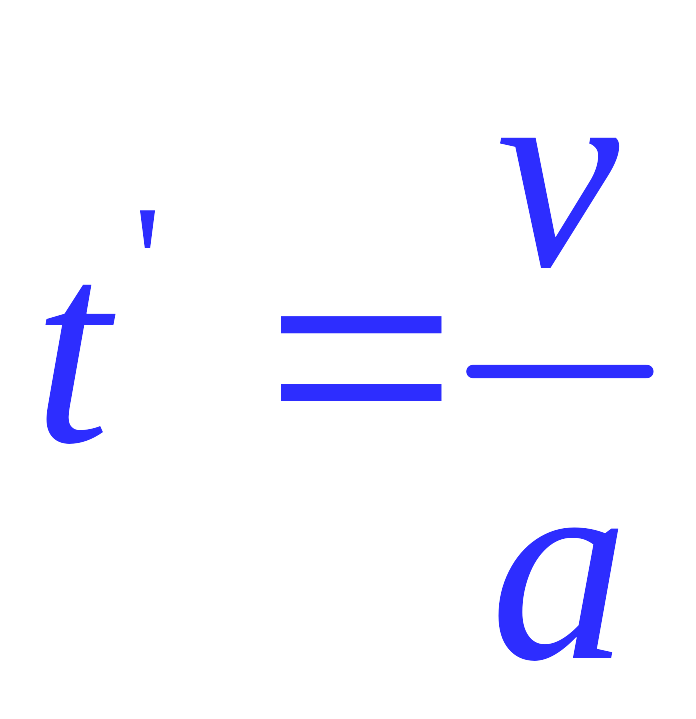 t' = v/a